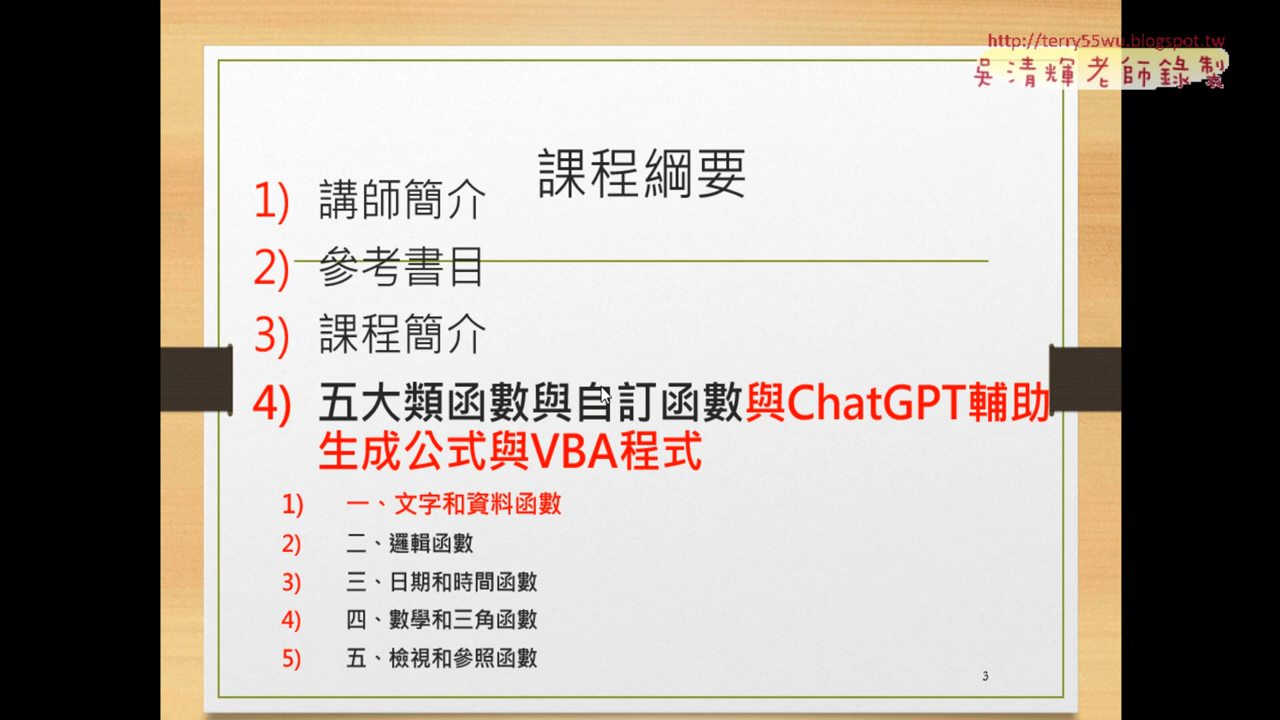 http://terry55wu.blogspot.tw
吳清輝老師錄製
課程綱要
1) 講師簡介
2) 參考書目
3) 課程簡介
4) 五大類函數與自訂函數與ChatGPT輔助
生成公式與VBA程式
1) 一、文字和資料函數
2) 二、邏輯函數
3) 三、日期和時間函數
4) 四、數學和三角函數
5) 五、檢視和參照函數
3